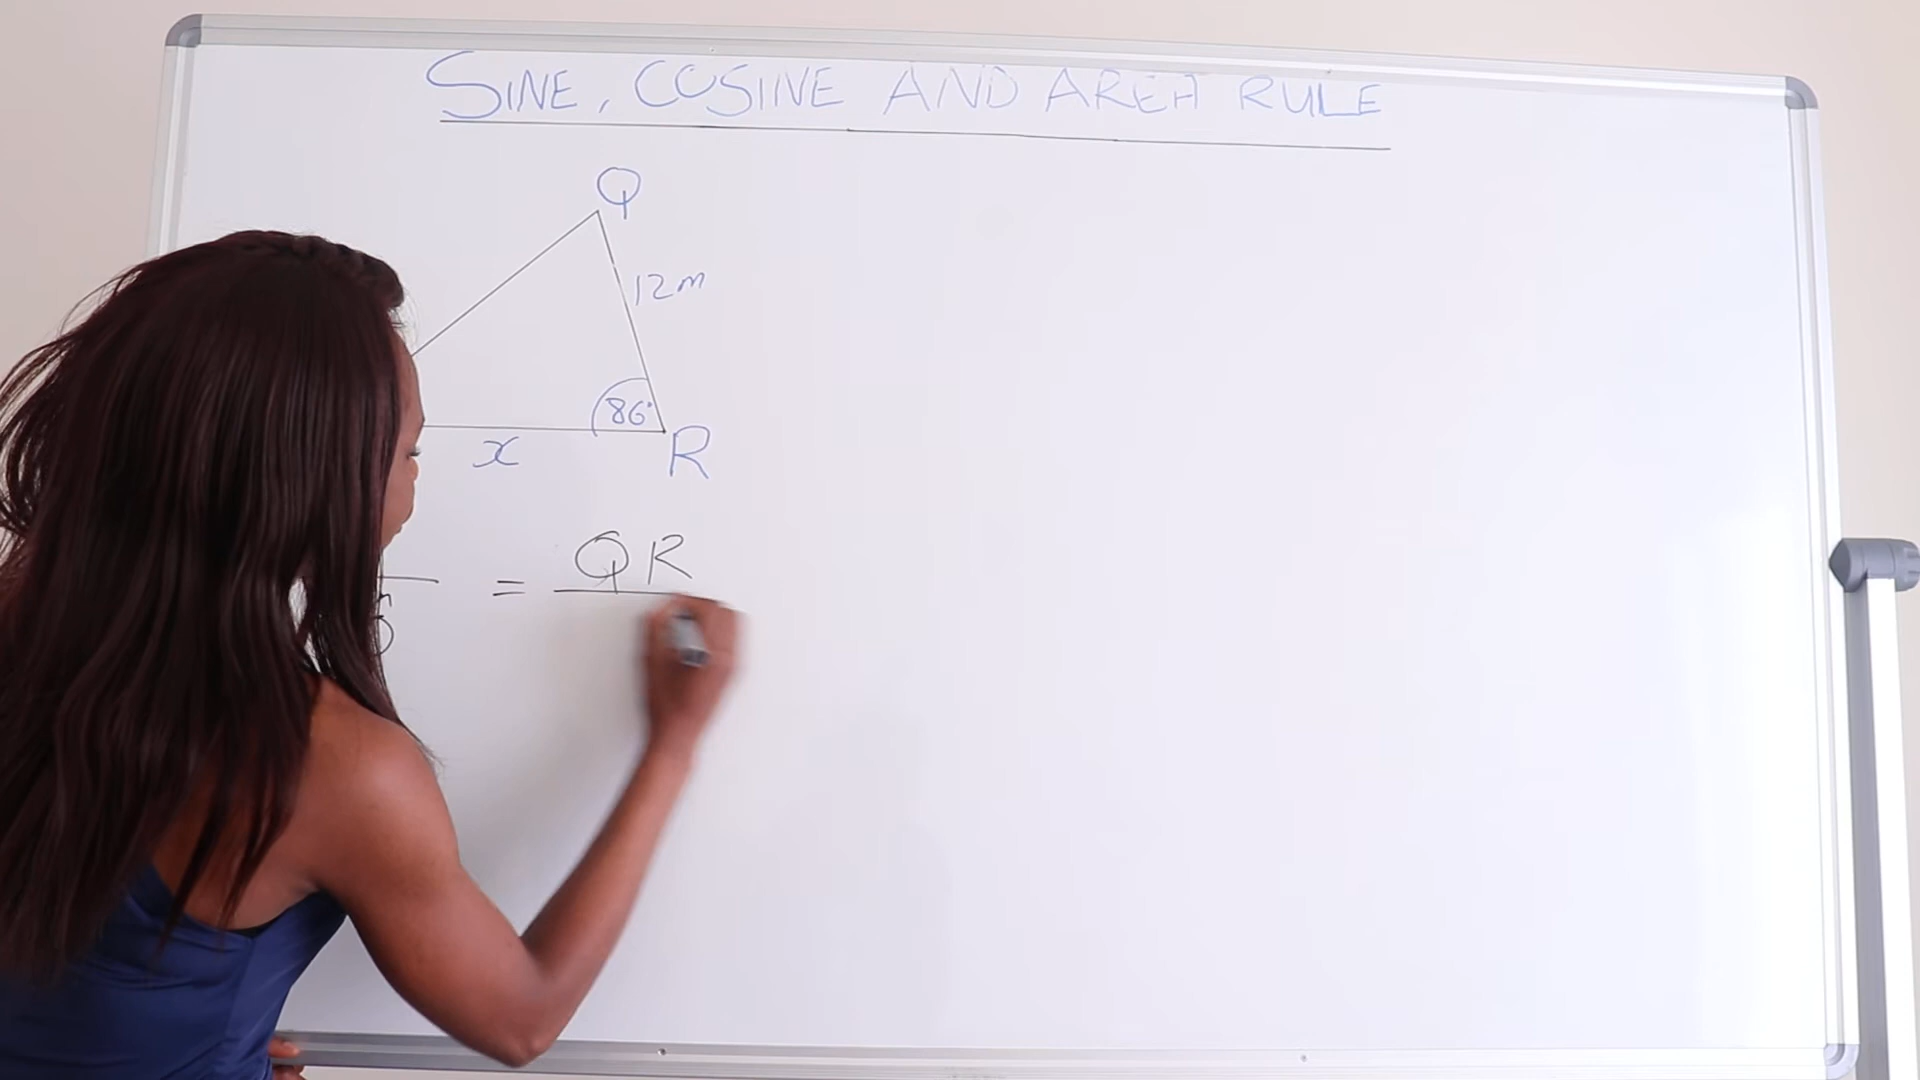 SINE, COSINE AND AREA RULE
Q
12m
86°
x
R
= QR